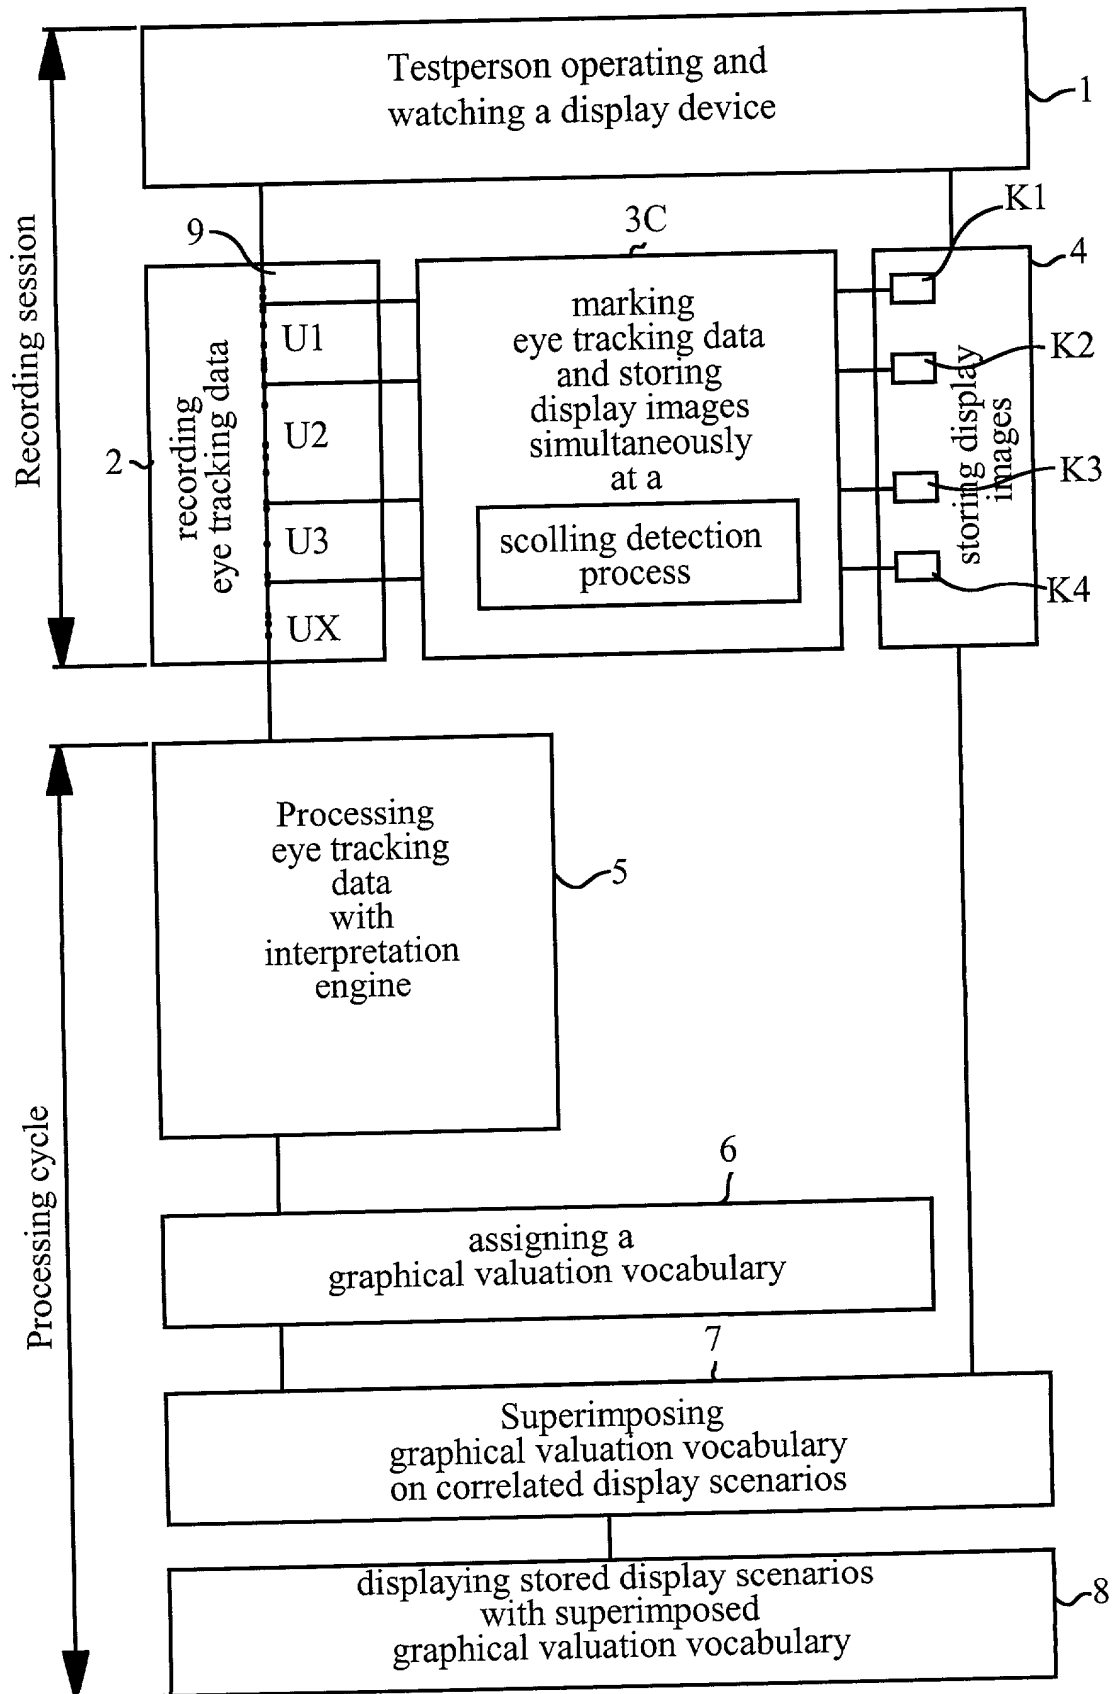 Testperson operating and
watching a display device
1
Recording session
9
2
recording
eye tracking data
U1
U2
U3
UX
3C
marking
eye tracking data
and storing
display images
simultaneously
at a
scolling detection
process
K1
4
K2
K3
K4
storing display
images
Processing cycle
Processing
eye tracking
data
with
interpretation
engine
5
6
assigning a
graphical valuation vocabulary
7
Superimposing
graphical valuation vocabulary
on correlated display scenarios
displaying stored display scenarios
with superimposed
graphical valuation vocabulary
8